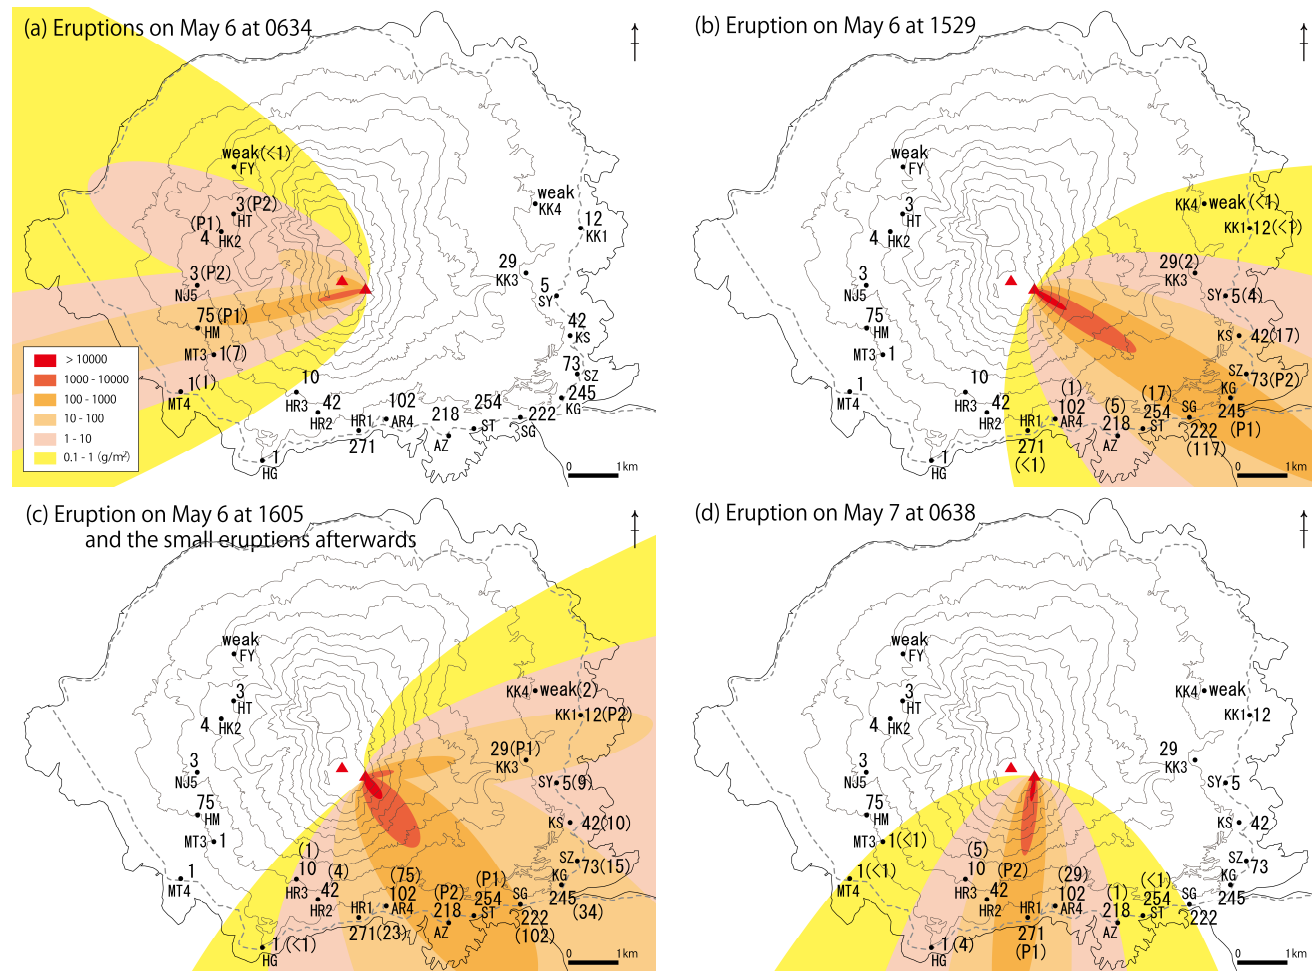 (a) Eruptions on May 6 at 0634
weak(<1)
FY
3(P2)
HT
(P1)
4
HK2
3(P2)
NJ5
75(P1)
HM
MT3 1(7)
1(1)
MT4
10
HR3
42
HR2
HR1
271
102
AR4
218
AZ
254
ST
222
SG
245
KG
73
SZ
42
KS
5
SY
29
KK3
12
KK1
weak
KK4
1
HG
> 10000
1000 - 10000
100 - 1000
10 - 100
1 - 10
0.1 - 1 (g/m²)
0 1km
(b) Eruption on May 6 at 1529
weak
FY
3
HT
4
HK2
3
NJ5
75
HM
MT3 1
1
MT4
10
HR3
42
HR2
HR1
271
(<1)
(1)
102
AR4
(5)
218
AZ
(17)
254
ST
SG
222
(117)
KG
245
(P1)
SZ
73(P2)
KS 42(17)
SY 5(4)
29(2)
KK3
KK1 12(<1)
KK4 weak(<1)
1
HG
0 1km
(c) Eruption on May 6 at 1605
and the small eruptions afterwards
weak
FY
3
HT
4
HK2
3
NJ5
75
HM
MT3 1
1
MT4
(1)
10
HR3
(4)
42
HR2
HR1
271(23)
(75)
102
AR4
(P2)
218
AZ
(P1)
254
ST
SG
222
(102)
KG
245
(34)
SZ
73(15)
KS 42(10)
SY 5(9)
29(P1)
KK3
KK1 12(P2)
KK4 weak(2)
1(<1)
HG
0 1km
(d) Eruption on May 7 at 0638
weak
FY
3
HT
4
HK2
3
NJ5
75
HM
MT3 1(<1)
1(<1)
MT4
(5)
10
HR3
(P2)
42
HR2
HR1
271
(P1)
(29)
102
AR4
(1)
218
AZ
(<1)
254
ST
SG
222
KG
245
SZ
73
KS 42
SY 5
29
KK3
KK1 12
KK4 weak
1(4)
HG
0 1km